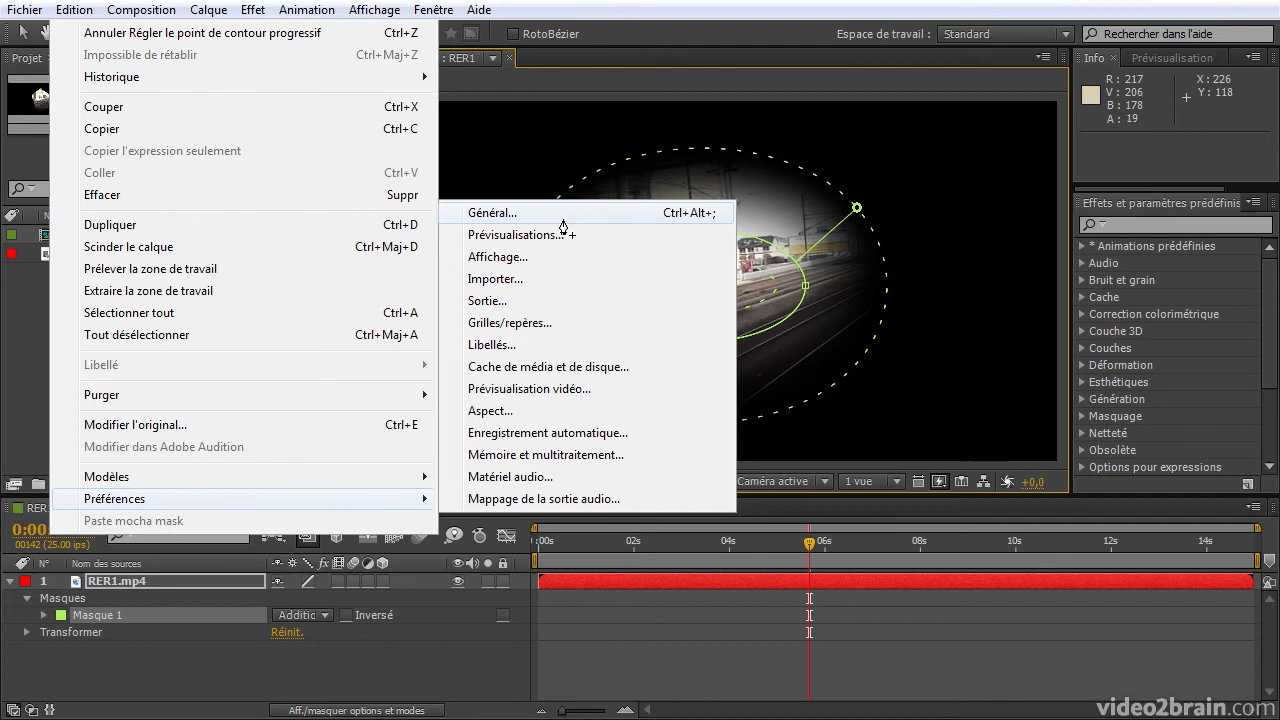 Fichier Edition Composition Calque Effet Animation Affichage Fenêtre Aide
RotoBézier
Espace de travail : Standard
Rechercher dans l'aide
Projet
: RER1
Info
Prévisualisation
R : 217
V : 206
B : 178
A : 19
X : 226
Y : 118
Annuler Régler le point de contour progressif Ctrl+Z
Impossible de rétablir Ctrl+Maj+Z
Historique
Couper Ctrl+X
Copier Ctrl+C
Copier l'expression seulement
Coller Ctrl+V
Effacer Suppr
Dupliquer Ctrl+D
Scinder le calque Ctrl+Maj+D
Prélever la zone de travail
Extraire la zone de travail
Sélectionner tout Ctrl+A
Tout désélectionner Ctrl+Maj+A
Libellé
Purger
Modifier l'original... Ctrl+E
Modifier dans Adobe Audition
Modèles
Préférences
Paste mocha mask
Général... Ctrl+Alt+;
Prévisualisations...
Affichage...
Importer...
Sortie...
Grilles/repères...
Libellés...
Cache de média et de disque...
Prévisualisation vidéo...
Aspect...
Enregistrement automatique...
Mémoire et multitraitement...
Matériel audio...
Mappage de la sortie audio...
Effets et paramètres prédéfinis
* Animations prédéfinies
Audio
Bruit et grain
Cache
Correction colorimétrique
Couche 3D
Couches
Déformation
Esthétiques
Génération
Masquage
Netteté
Obsolète
Options pour expressions
Caméra active
1 vue
+0,0
RER
0:00
00142 (25.00 ips)
:00s 02s 04s 06s 08s 10s 12s 14s
N° Nom des sources
1 RER1.mp4
Masques
Masque 1 Additic Inversé
Transformer Réinit.
Aff./masquer options et modes
video2brain.com